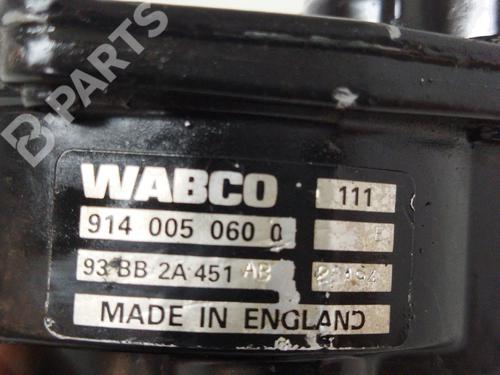 B-PARTS
WABCO 111
914 005 060 0
93 BB 2A 451 AB
MADE IN ENGLAND